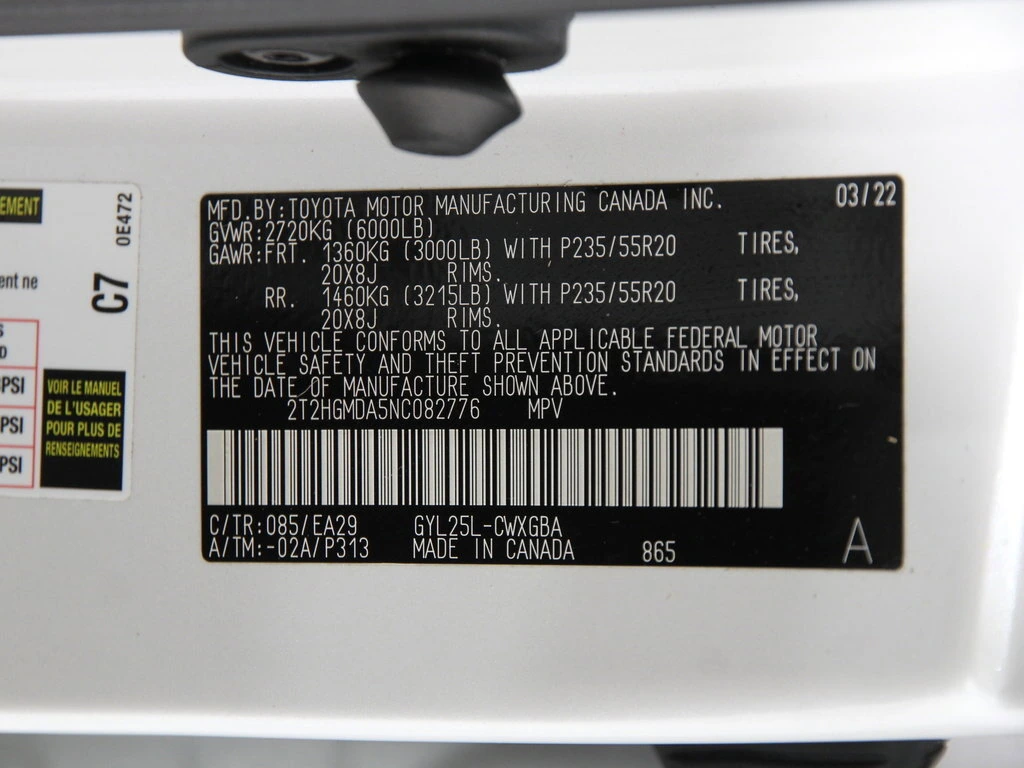 EMENT
0E472
C7
ent ne
S
D
PSI
PSI
PSI
VOIR LE MANUEL
DE L'USAGER
POUR PLUS DE
RENSEIGNEMENTS
MFD.BY:TOYOTA MOTOR MANUFACTURING CANADA INC. 03/22
GVWR:2720KG (6000LB)
GAWR:FRT. 1360KG (3000LB) WITH P235/55R20 TIRES,
20X8J RIMS.
RR. 1460KG (3215LB) WITH P235/55R20 TIRES,
20X8J RIMS.
THIS VEHICLE CONFORMS TO ALL APPLICABLE FEDERAL MOTOR
VEHICLE SAFETY AND THEFT PREVENTION STANDARDS IN EFFECT ON
THE DATE OF MANUFACTURE SHOWN ABOVE.
2T2HGMDA5NC082776 MPV
C/TR:085/EA29 GYL25L-CWXGBA
A/TM:-02A/P313 MADE IN CANADA 865 A